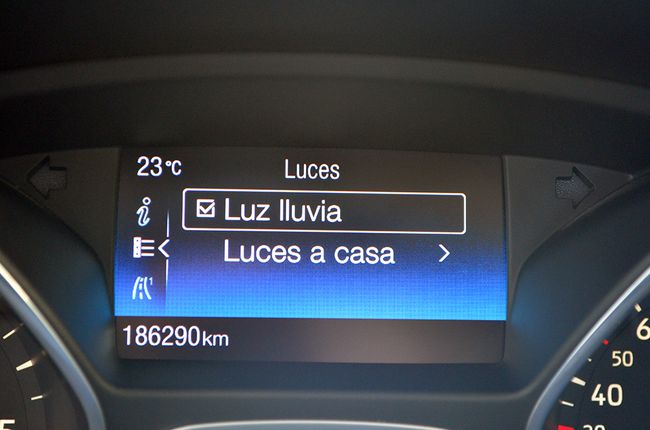 23°C
Luces
Luz lluvia
Luces a casa
186290km
50
40